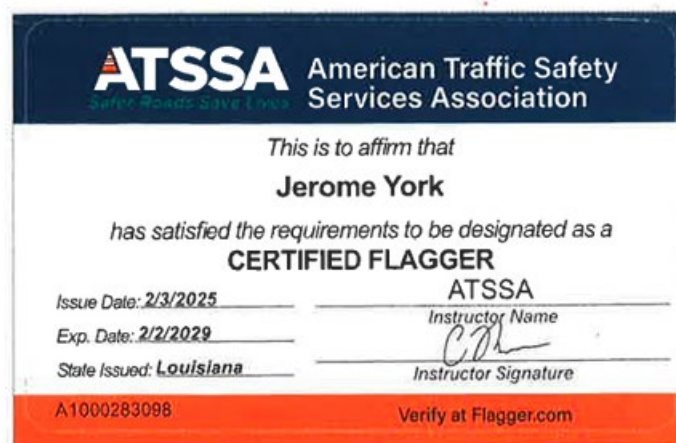 ATSSA
Safer Roads Save Lives
American Traffic Safety
Services Association
This is to affirm that
Jerome York
has satisfied the requirements to be designated as a
CERTIFIED FLAGGER
Issue Date: 2/3/2025
ATSSA
Instructor Name
Exp. Date: 2/2/2029
State Issued: Louisiana
Instructor Signature
A1000283098
Verify at Flagger.com